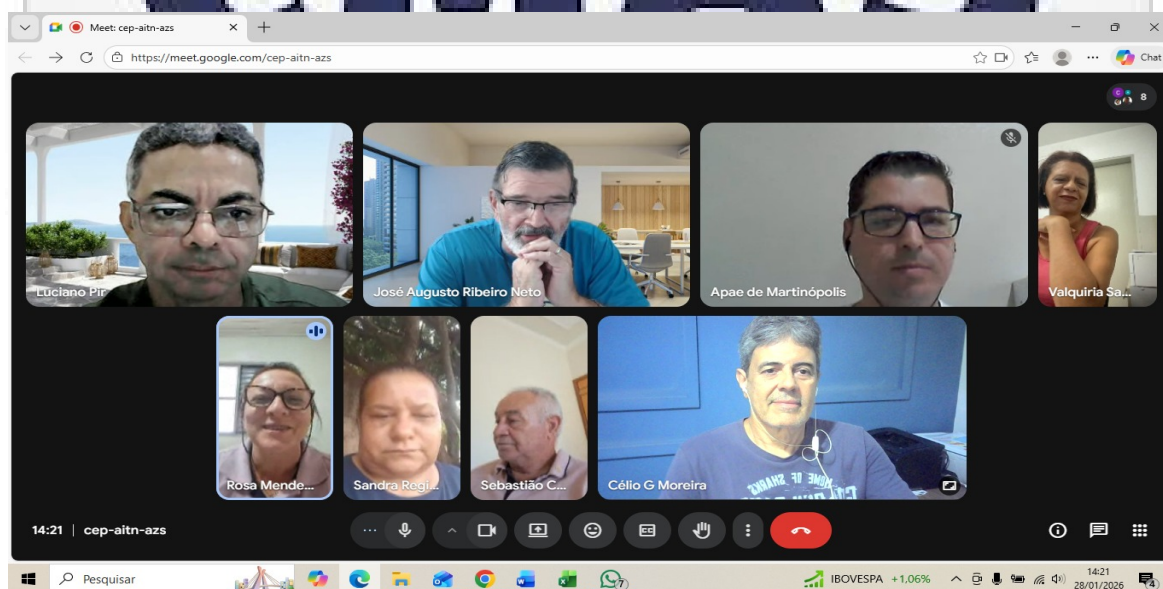 Meet: cep-aitn-azs
https://meet.google.com/cep-aitn-azs
Chat
8
Luciano Pir
José Augusto Ribeiro Neto
Apae de Martinópolis
Valquiria Sa...
Rosa Mende...
Sandra Regi...
Sebastião C...
Célio G Moreira
14:21 | cep-aitn-azs
Pesquisar
IBOVESPA +1,06%
14:21
28/01/2026